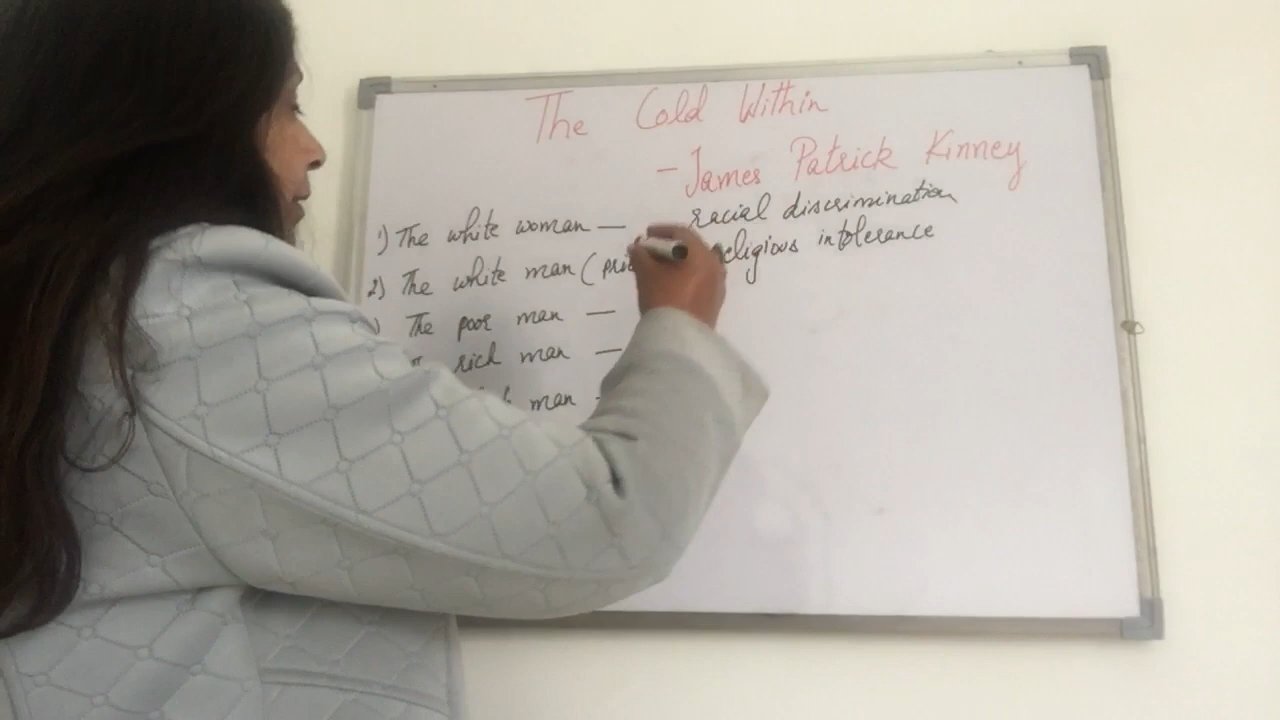 The Cold Within
- James Patrick Kinney
1) The white woman — racial discrimination
2) The white man ( religious intolerance
) The poor man —
rich man —
man -